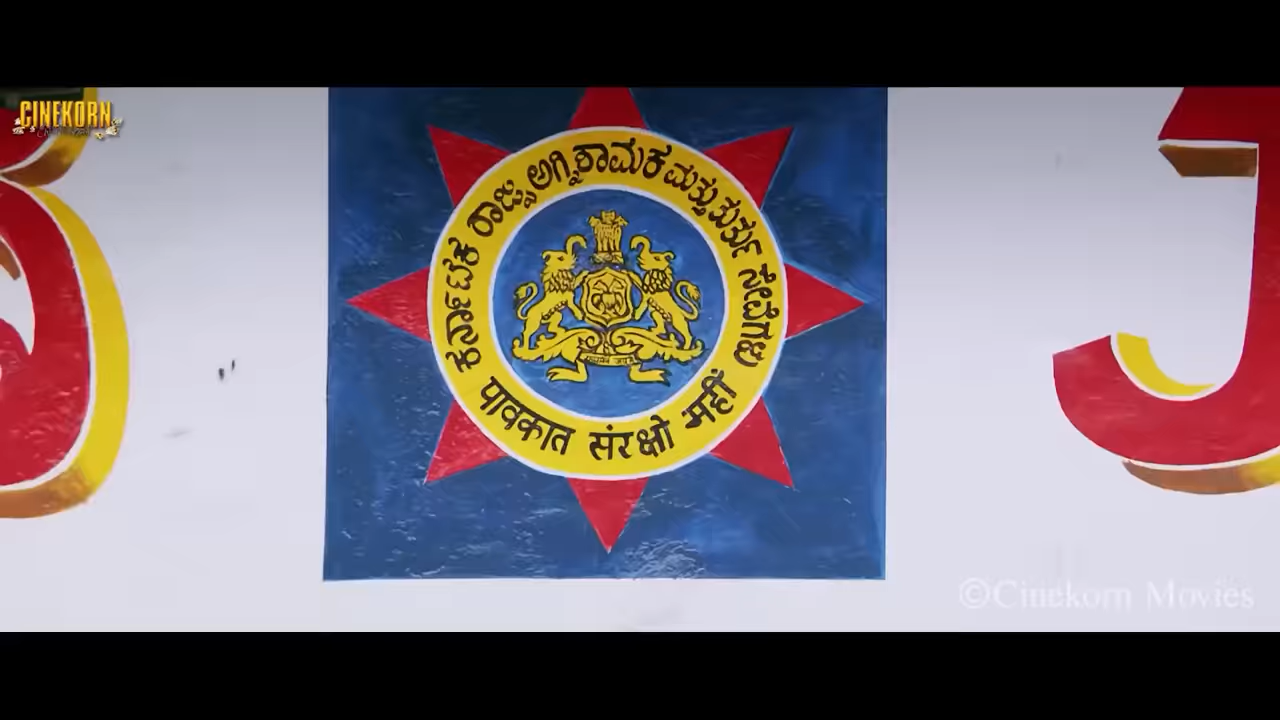 CINEKORN
ಕರ್ನಾಟಕ ರಾಜ್ಯ ಅಗ್ನಿಶಾಮಕ ಮತ್ತು ತುರ್ತು ಸೇವೆಗಳು
पावकात संरक्षो महीं
©Cinekorn Movies